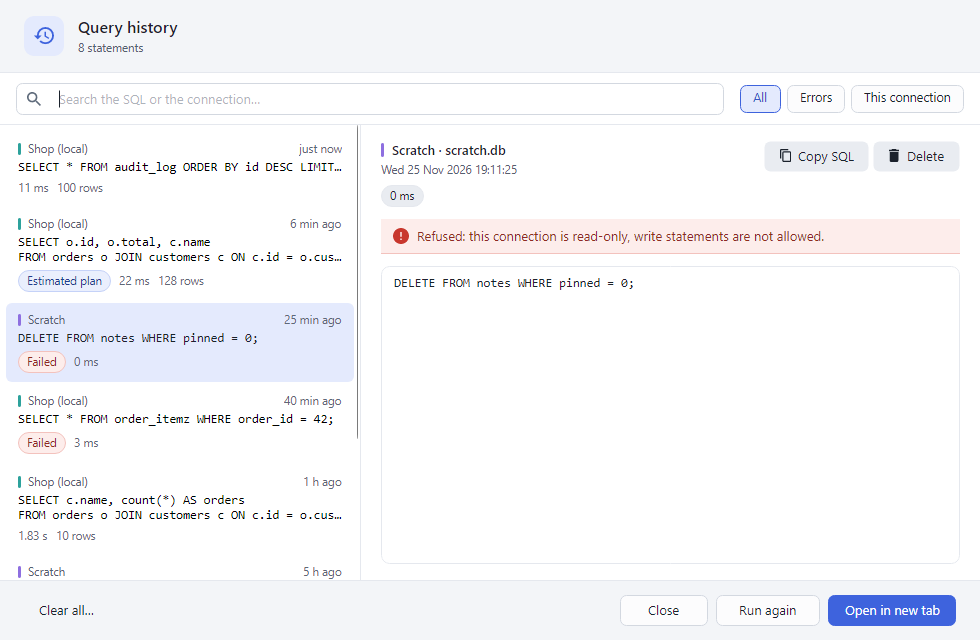 Query history
8 statements
Search the SQL or the connection...
All
Errors
This connection
Shop (local)
just now
SELECT * FROM audit_log ORDER BY id DESC LIMIT…
11 ms 100 rows
Shop (local)
6 min ago
SELECT o.id, o.total, c.name
FROM orders o JOIN customers c ON c.id = o.cus…
Estimated plan 22 ms 128 rows
Scratch
25 min ago
DELETE FROM notes WHERE pinned = 0;
Failed 0 ms
Shop (local)
40 min ago
SELECT * FROM order_itemz WHERE order_id = 42;
Failed 3 ms
Shop (local)
1 h ago
SELECT c.name, count(*) AS orders
FROM orders o JOIN customers c ON c.id = o.cus…
1.83 s 10 rows
Scratch
5 h ago
Scratch · scratch.db
Wed 25 Nov 2026 19:11:25
0 ms
Copy SQL
Delete
Refused: this connection is read-only, write statements are not allowed.
DELETE FROM notes WHERE pinned = 0;
Clear all...
Close
Run again
Open in new tab